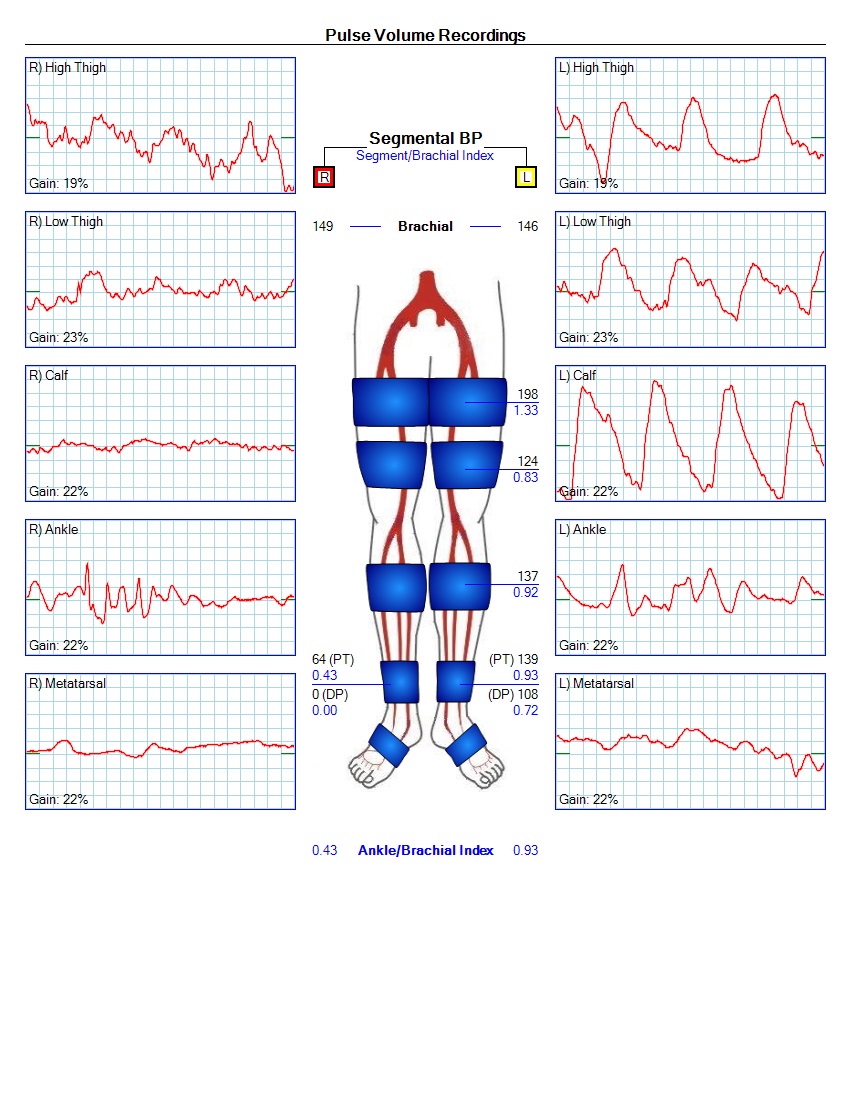 Pulse Volume Recordings
R) High Thigh
Gain: 19%
R) Low Thigh
Gain: 23%
R) Calf
Gain: 22%
R) Ankle
Gain: 22%
R) Metatarsal
Gain: 22%
Segmental BP
Segment/Brachial Index
R
L
149 Brachial 146
198
1.33
124
0.83
137
0.92
64 (PT) (PT) 139
0.43 0.93
0 (DP) (DP) 108
0.00 0.72
0.43 Ankle/Brachial Index 0.93
L) High Thigh
Gain: 19%
L) Low Thigh
Gain: 23%
L) Calf
Gain: 22%
L) Ankle
Gain: 22%
L) Metatarsal
Gain: 22%